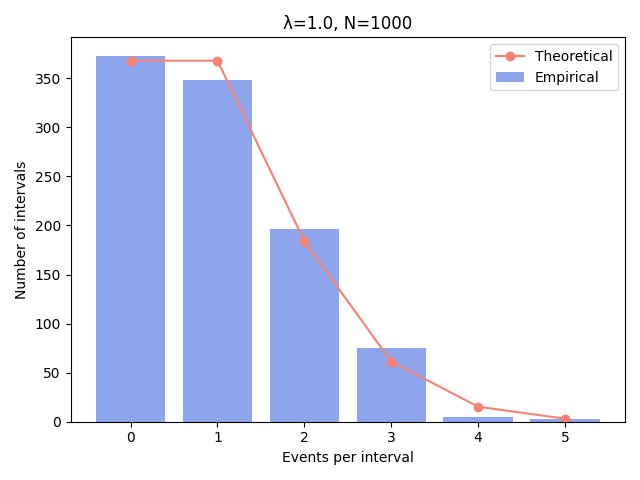 λ=1.0, N=1000
Theoretical
Empirical
Number of intervals
350
300
250
200
150
100
50
0
0 1 2 3 4 5
Events per interval